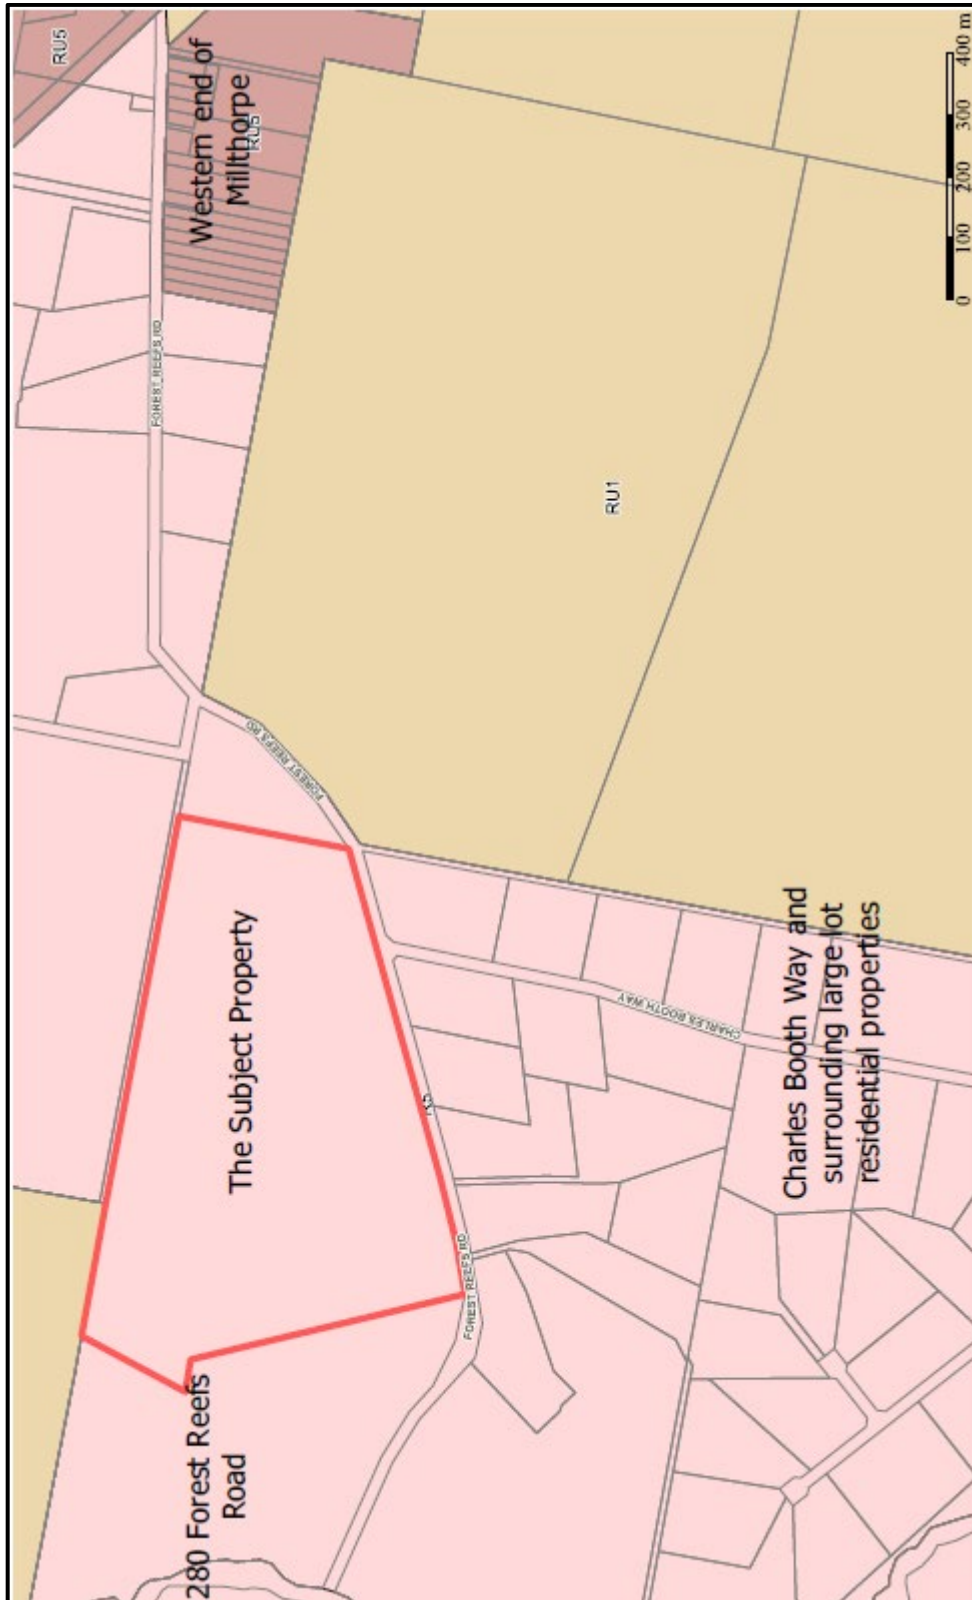 280 Forest Reefs
Road
The Subject Property
Western end of
Millthorpe
RU5
RU5
FOREST REEFS RD
FOREST REEFS RD
FOREST REEFS RD
R5
CHARLES BOOTH WAY
RU1
Charles Booth Way and
surrounding large lot
residential properties
0 100 200 300 400 m